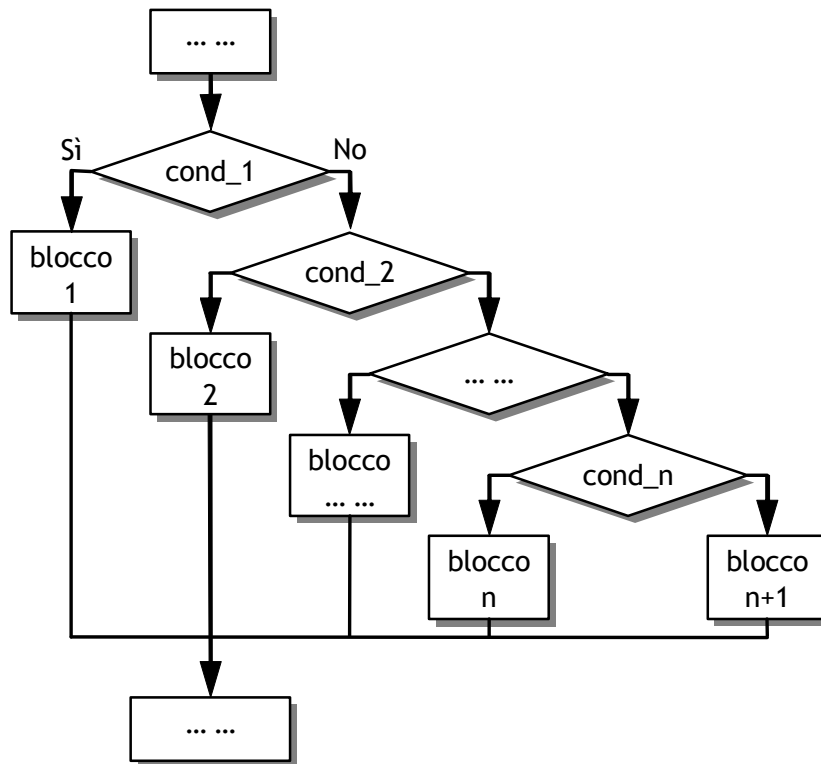 ... ...
Sì
No
cond_1
blocco
1
cond_2
blocco
2
... ...
blocco
... ...
cond_n
blocco
n
blocco
n+1
... ...